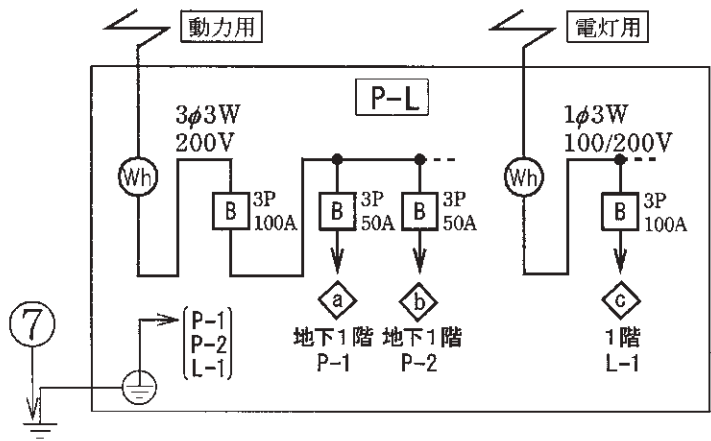 動力用
電灯用
P-L
3φ3W
200V
1φ3W
100/200V
Wh
Wh
B
3P
100A
B
3P
50A
B
3P
50A
B
3P
100A
a
b
c
地下1階
P-1
地下1階
P-2
1階
L-1
7
P-1
P-2
L-1